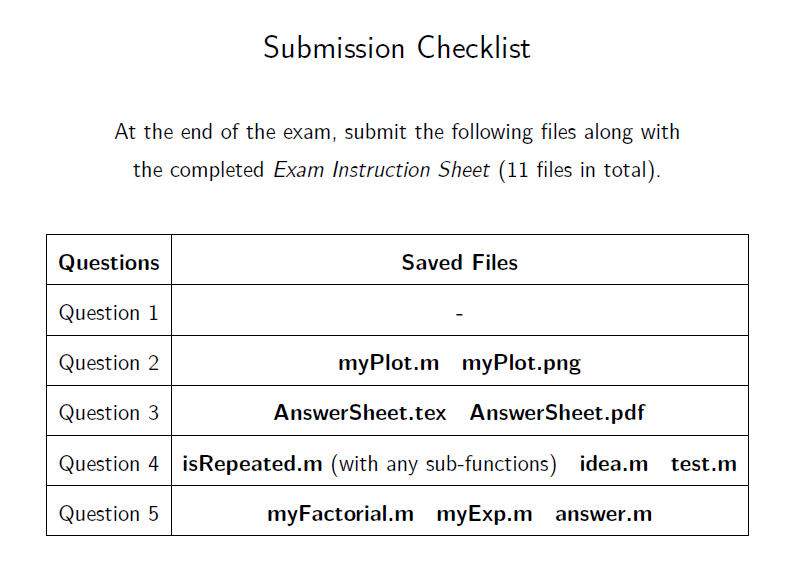 Submission Checklist
At the end of the exam, submit the following files along with
the completed Exam Instruction Sheet (11 files in total).
Questions Saved Files
Question 1 -
Question 2 myPlot.m myPlot.png
Question 3 AnswerSheet.tex AnswerSheet.pdf
Question 4 isRepeated.m (with any sub-functions) idea.m test.m
Question 5 myFactorial.m myExp.m answer.m